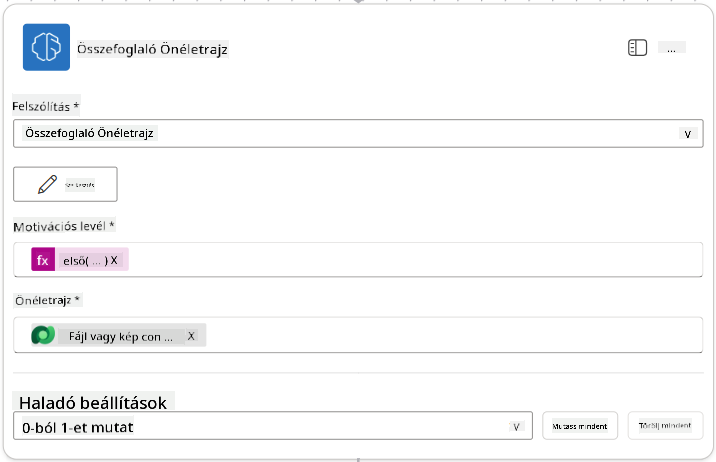 Összefoglaló Önéletrajz
...
Felszólítás *
Összefoglaló Önéletrajz
Motivációs levél *
fx első( ... ) X
Önéletrajz *
Fájl vagy kép con ... X
Haladó beállítások
0-ból 1-et mutat
Mutass mindent
Törölj mindent